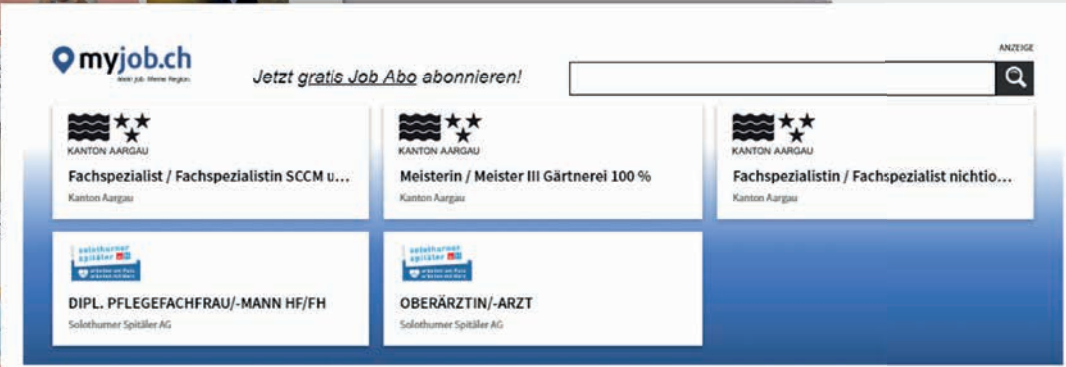 ANZEIGE
myjob.ch
Mein Job. Meine Region.
Jetzt gratis Job Abo abonnieren!
KANTON AARGAU
Fachspezialist / Fachspezialistin SCCM u...
Kanton Aargau
KANTON AARGAU
Meisterin / Meister III Gärtnerei 100 %
Kanton Aargau
KANTON AARGAU
Fachspezialistin / Fachspezialist nichtio...
Kanton Aargau
solothurner
spitäler
DIPL. PFLEGEFACHFRAU/-MANN HF/FH
Solothurner Spitäler AG
solothurner
spitäler
OBERÄRZTIN/-ARZT
Solothurner Spitäler AG